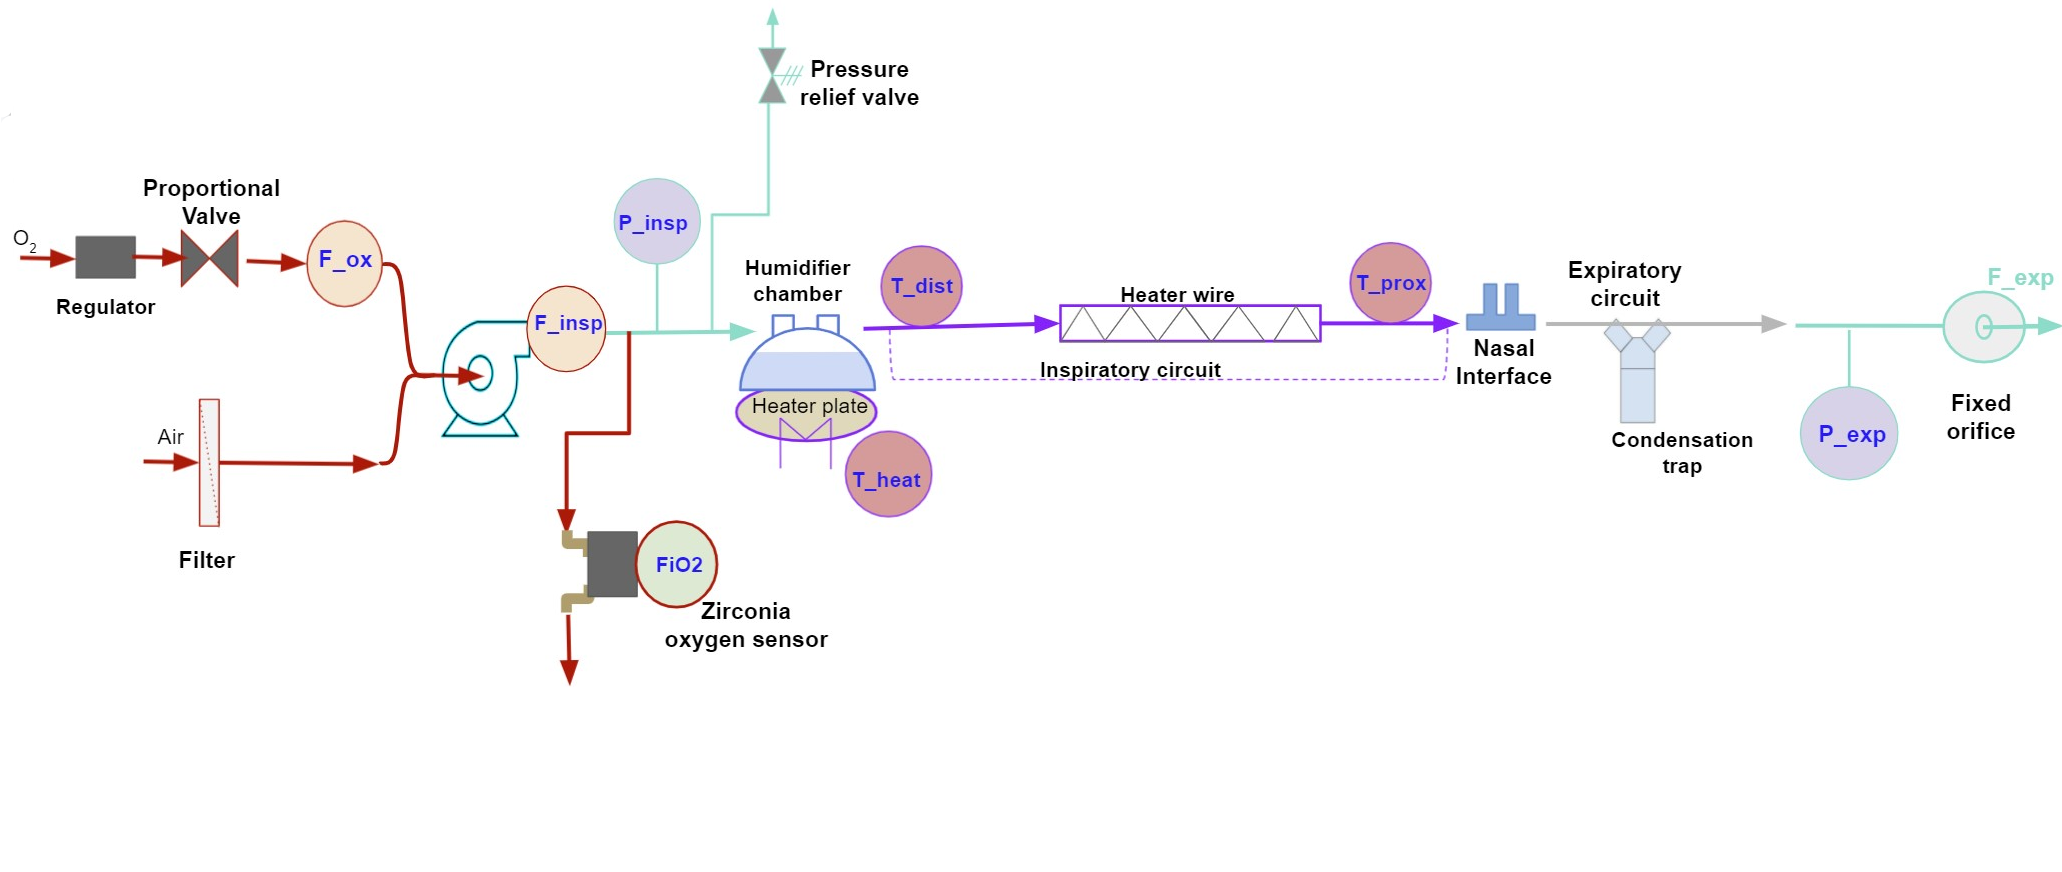 Pressure
relief valve
Proportional
Valve
P_insp
O2
F_ox
Regulator
Humidifier
chamber
T_dist
T_prox
Expiratory
circuit
F_exp
Heater wire
F_insp
Nasal
Interface
Inspiratory circuit
Heater plate
Fixed
orifice
Air
P_exp
Condensation
trap
T_heat
Filter
FiO2
Zirconia
oxygen sensor